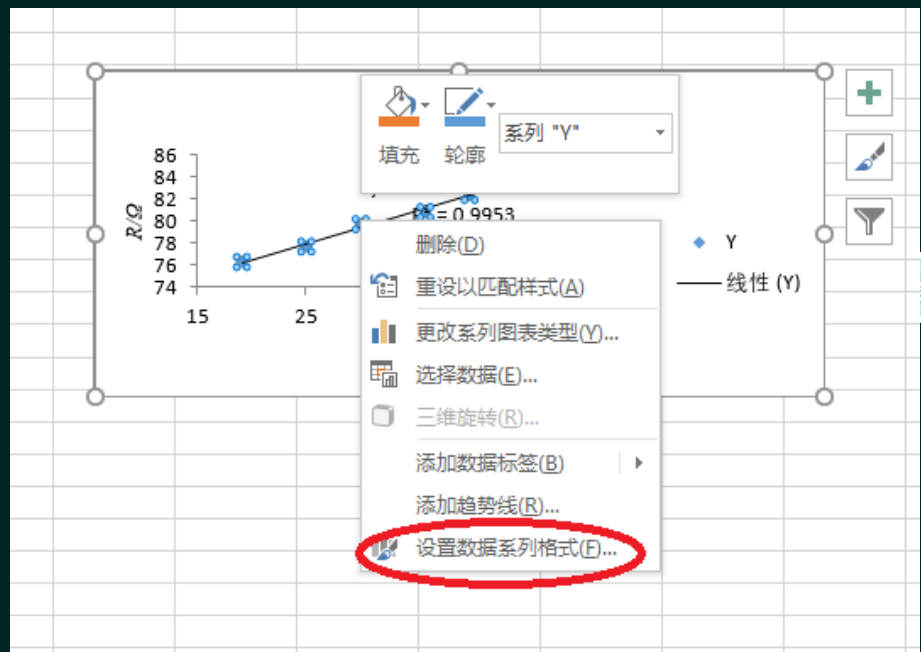 填充 轮廓 系列 "Y"
86
84
82
80
78
76
74
R/Ω
= 0.9953
15 25
Y
线性 (Y)
删除(D)
重设以匹配样式(A)
更改系列图表类型(Y)...
选择数据(E)...
三维旋转(R)...
添加数据标签(B)
添加趋势线(R)...
设置数据系列格式(F)...